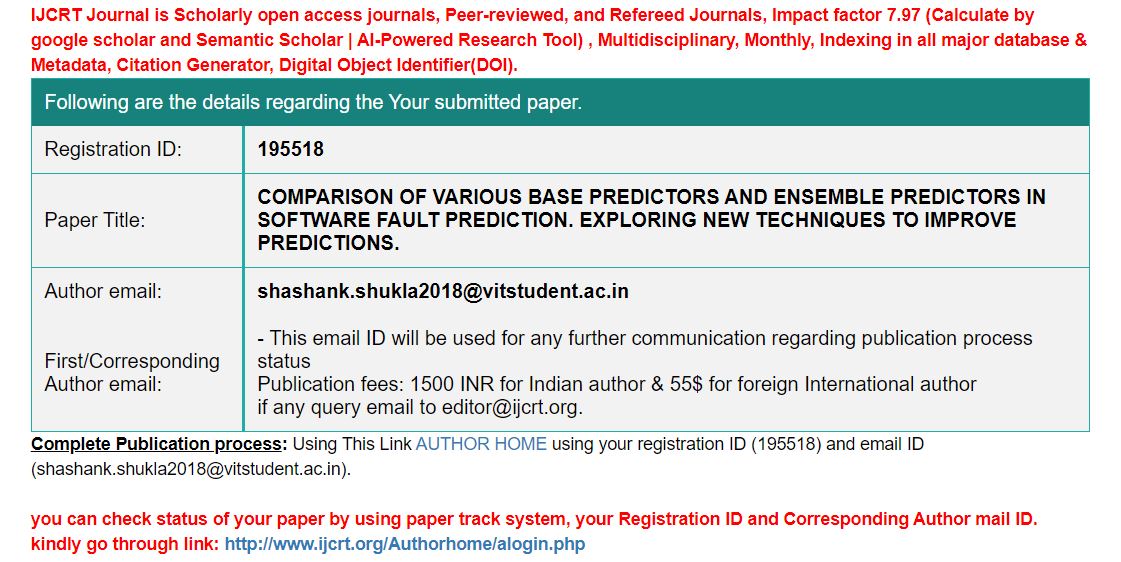 IJCRT Journal is Scholarly open access journals, Peer-reviewed, and Refereed Journals, Impact factor 7.97 (Calculate by
google scholar and Semantic Scholar | AI-Powered Research Tool) , Multidisciplinary, Monthly, Indexing in all major database &
Metadata, Citation Generator, Digital Object Identifier(DOI).
Following are the details regarding the Your submitted paper.
Registration ID: 195518
Paper Title: COMPARISON OF VARIOUS BASE PREDICTORS AND ENSEMBLE PREDICTORS IN
SOFTWARE FAULT PREDICTION. EXPLORING NEW TECHNIQUES TO IMPROVE
PREDICTIONS.
Author email: shashank.shukla2018@vitstudent.ac.in
First/Corresponding
Author email:
- This email ID will be used for any further communication regarding publication process
status
Publication fees: 1500 INR for Indian author & 55$ for foreign International author
if any query email to editor@ijcrt.org.
Complete Publication process: Using This Link AUTHOR HOME using your registration ID (195518) and email ID
(shashank.shukla2018@vitstudent.ac.in).
you can check status of your paper by using paper track system, your Registration ID and Corresponding Author mail ID.
kindly go through link: http://www.ijcrt.org/Authorhome/alogin.php